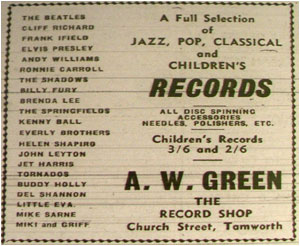 THE BEATLES
CLIFF RICHARD
FRANK IFIELD
ELVIS PRESLEY
ANDY WILLIAMS
RONNIE CARROLL
THE SHADOWS
BILLY FURY
BRENDA LEE
THE SPRINGFIELDS
KENNY BALL
EVERLY BROTHERS
HELEN SHAPIRO
JOHN LEYTON
JET HARRIS
TORNADOS
BUDDY HOLLY
DEL SHANNON
LITTLE EVA
MIKE SARNE
MIKI and GRIFF
A Full Selection
of
JAZZ, POP, CLASSICAL
and
CHILDREN'S
RECORDS
ALL DISC SPINNING
ACCESSORIES
NEEDLES, POLISHERS, ETC.
Children's Records
3/6 and 2/6
A. W. GREEN
THE
RECORD SHOP
Church Street, Tamworth